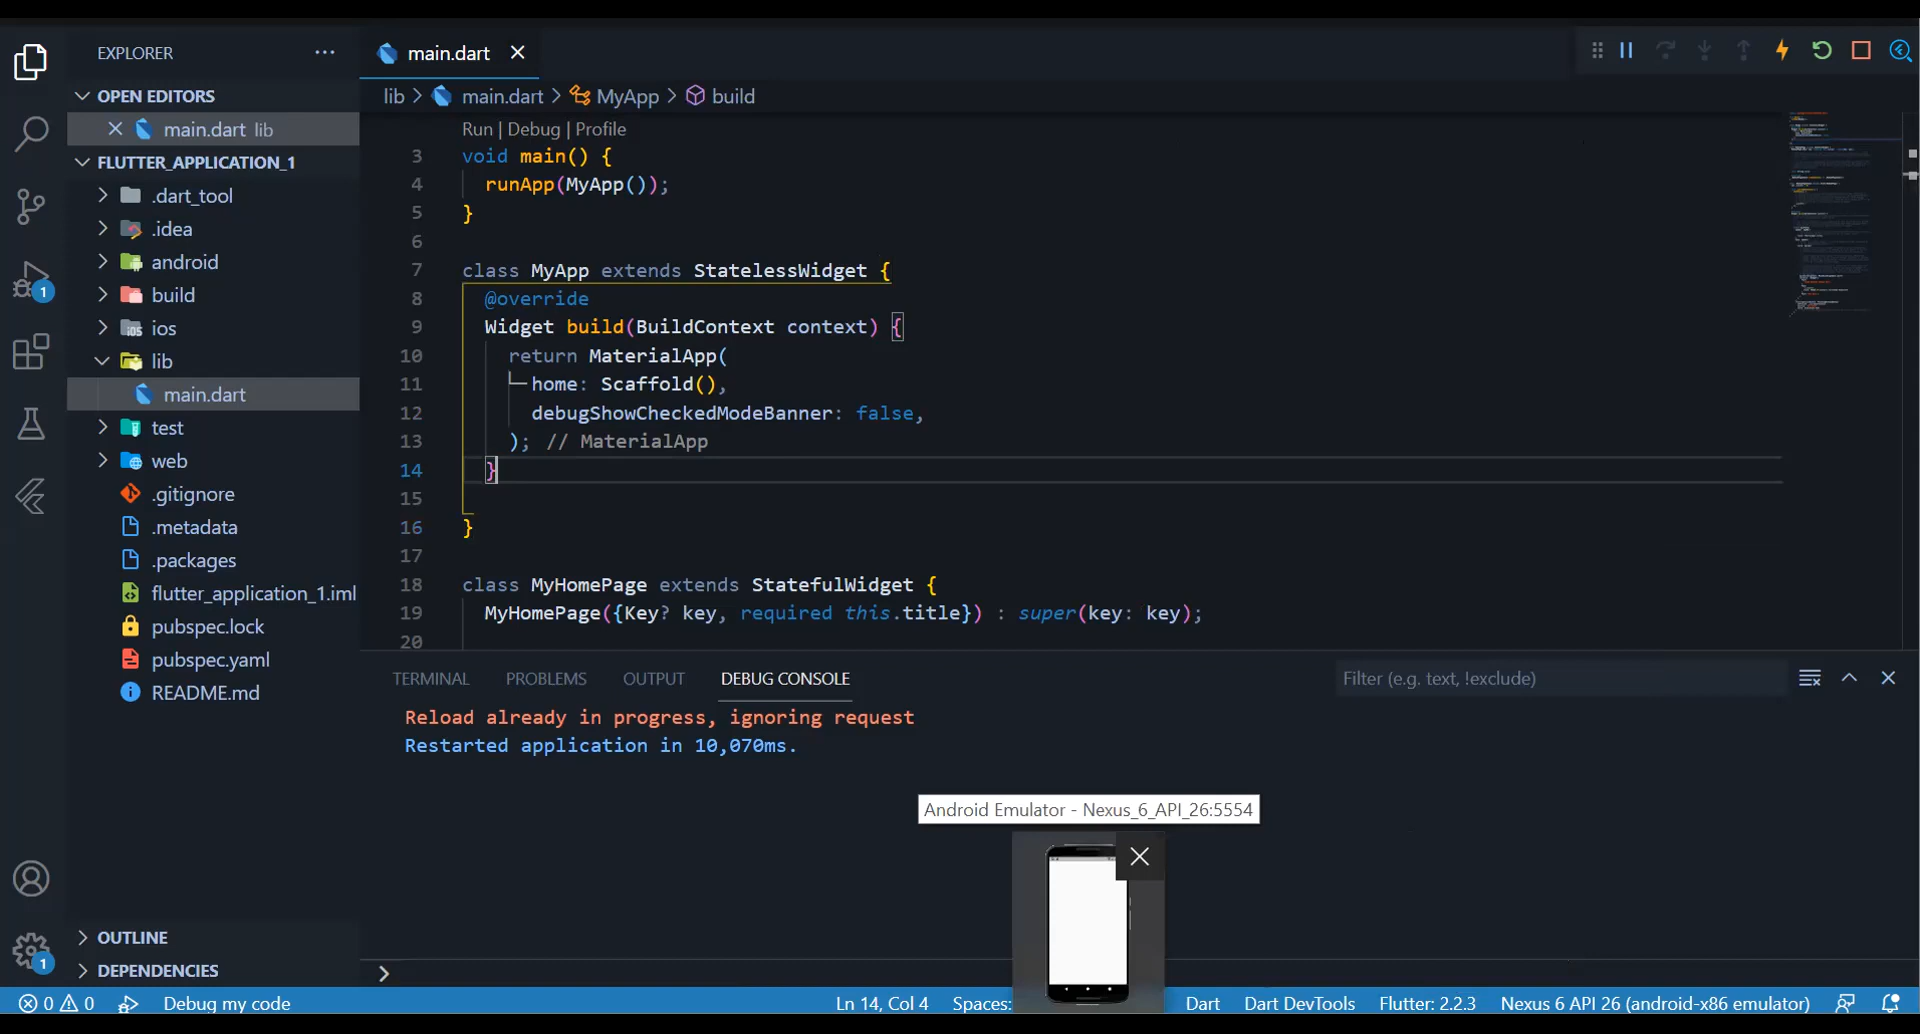 EXPLORER
OPEN EDITORS
main.dart lib
FLUTTER_APPLICATION_1
.dart_tool
.idea
android
build
ios
lib
main.dart
test
web
.gitignore
.metadata
.packages
flutter_application_1.iml
pubspec.lock
pubspec.yaml
README.md
OUTLINE
DEPENDENCIES
1
1
main.dart
lib > main.dart > MyApp > build
Run | Debug | Profile
3 void main() {
4 runApp(MyApp());
5 }
6
7 class MyApp extends StatelessWidget {
8 @override
9 Widget build(BuildContext context) {
10 return MaterialApp(
11 home: Scaffold(),
12 debugShowCheckedModeBanner: false,
13 ); // MaterialApp
14 }
15
16 }
17
18 class MyHomePage extends StatefulWidget {
19 MyHomePage({Key? key, required this.title}) : super(key: key);
20
TERMINAL PROBLEMS OUTPUT DEBUG CONSOLE Filter (e.g. text, !exclude)
Reload already in progress, ignoring request
Restarted application in 10,070ms.
Android Emulator - Nexus_6_API_26:5554
0 0 Debug my code Ln 14, Col 4 Spaces: Dart Dart DevTools Flutter: 2.2.3 Nexus 6 API 26 (android-x86 emulator)